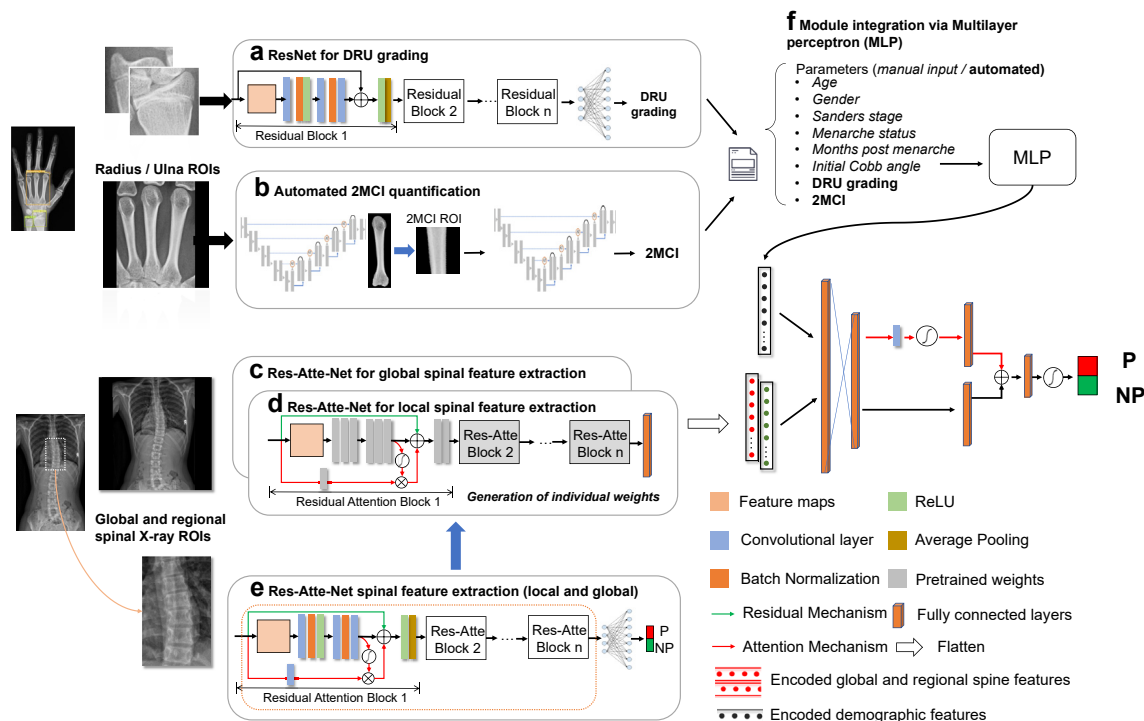 a ResNet for DRU grading
Residual
Block 2
Residual
Block n
DRU
grading
Residual Block 1
Radius / Ulna ROIs
b Automated 2MCI quantification
2MCI ROI
2MCI
f Module integration via Multilayer
perceptron (MLP)
Parameters (manual input / automated)
• Age
• Gender
• Sanders stage
• Menarche status
• Months post menarche
• Initial Cobb angle
• DRU grading
• 2MCI
MLP
c Res-Atte-Net for global spinal feature extraction
d Res-Atte-Net for local spinal feature extraction
Res-Atte
Block 2
Res-Atte
Block n
Residual Attention Block 1
Generation of individual weights
Global and regional
spinal X-ray ROIs
e Res-Atte-Net spinal feature extraction (local and global)
Res-Atte
Block 2
Res-Atte
Block n
P
NP
Residual Attention Block 1
P
NP
Feature maps
ReLU
Convolutional layer
Average Pooling
Batch Normalization
Pretrained weights
Residual Mechanism
Fully connected layers
Attention Mechanism
Flatten
Encoded global and regional spine features
Encoded demographic features